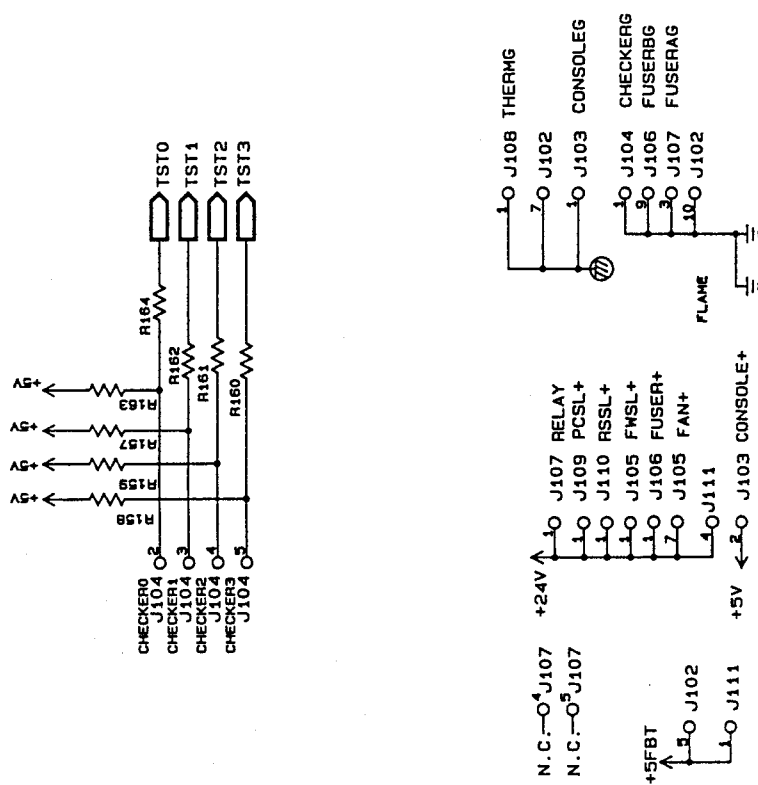 +5V
+5V
+5V
+5V
R163
R157
R159
R158
R164
R162
R161
R160
TST0
TST1
TST2
TST3
CHECKER0
J104 2
CHECKER1
J104 3
CHECKER2
J104 4
CHECKER3
J104 5
1 J108 THERMG
7 J102
1 J103 CONSOLEG
1 J104 CHECKERG
9 J106 FUSERBG
3 J107 FUSERAG
10 J102
FLAME
+24V
1 J107 RELAY
1 J109 PCSL+
1 J110 RSSL+
1 J105 FWSL+
1 J106 FUSER+
7 J105 FAN+
4 J111
+5V
2 J103 CONSOLE+
N.C. 4 J107
N.C. 5 J107
+5FBT
5 J102
1 J111